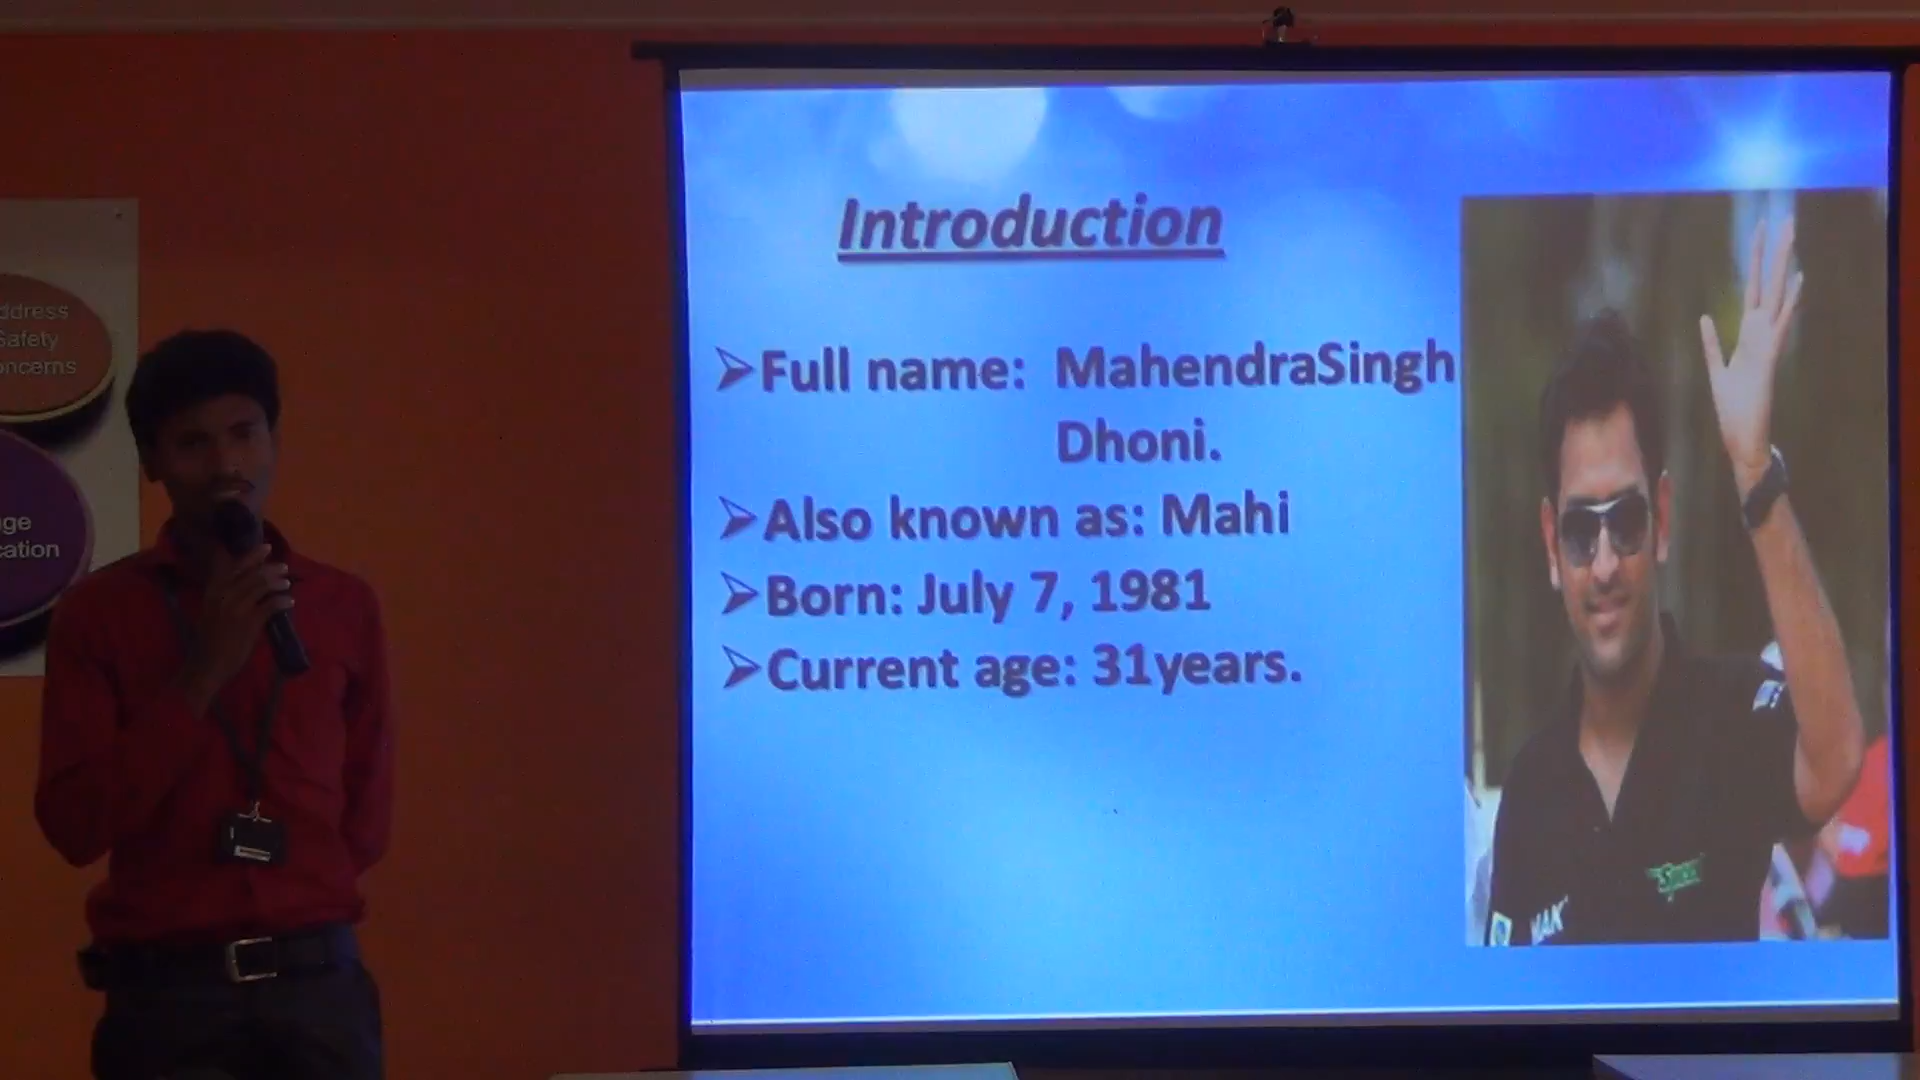 Introduction
➢Full name: MahendraSingh
Dhoni.
➢Also known as: Mahi
➢Born: July 7, 1981
➢Current age: 31years.
ddress
Safety
oncerns
ge
cation
MAK